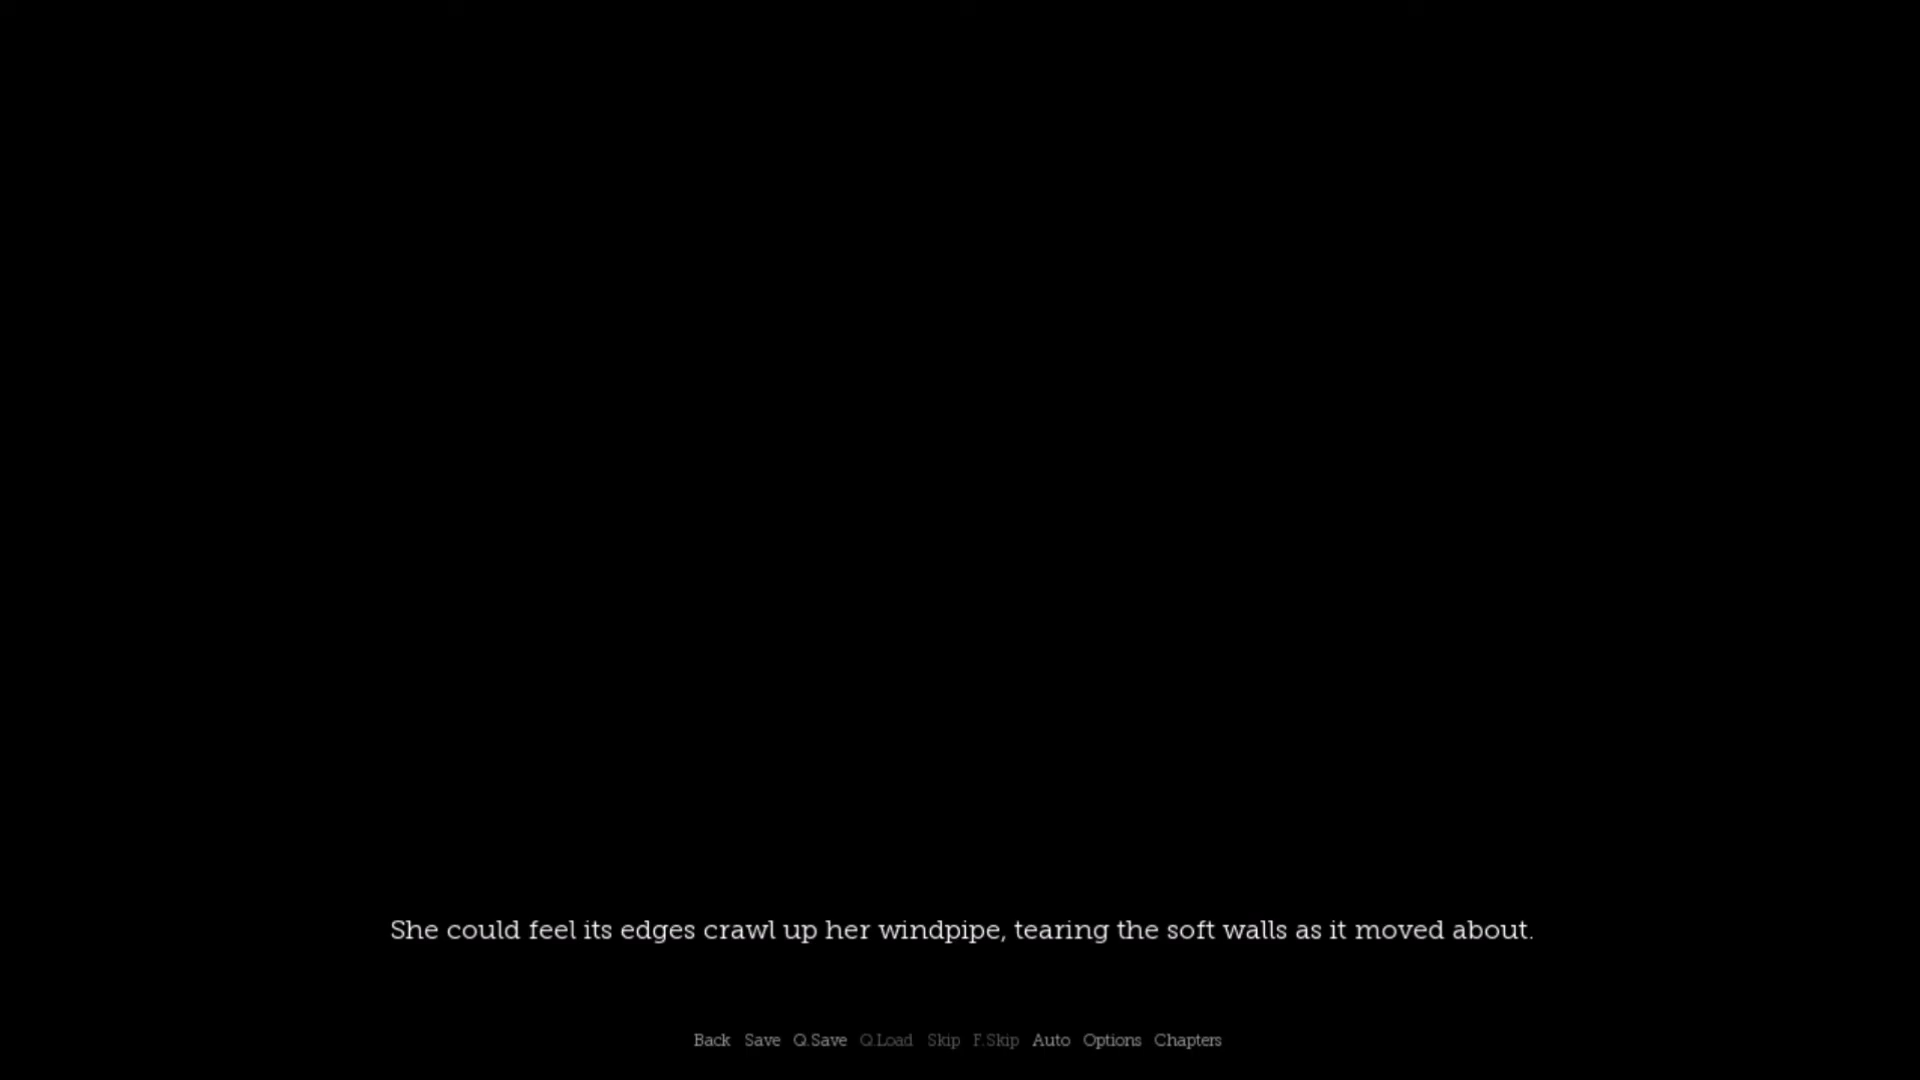 She could feel its edges crawl up her windpipe, tearing the soft walls as it moved about.
Back Save Q.Save Q.Load Skip F.Skip Auto Options Chapters